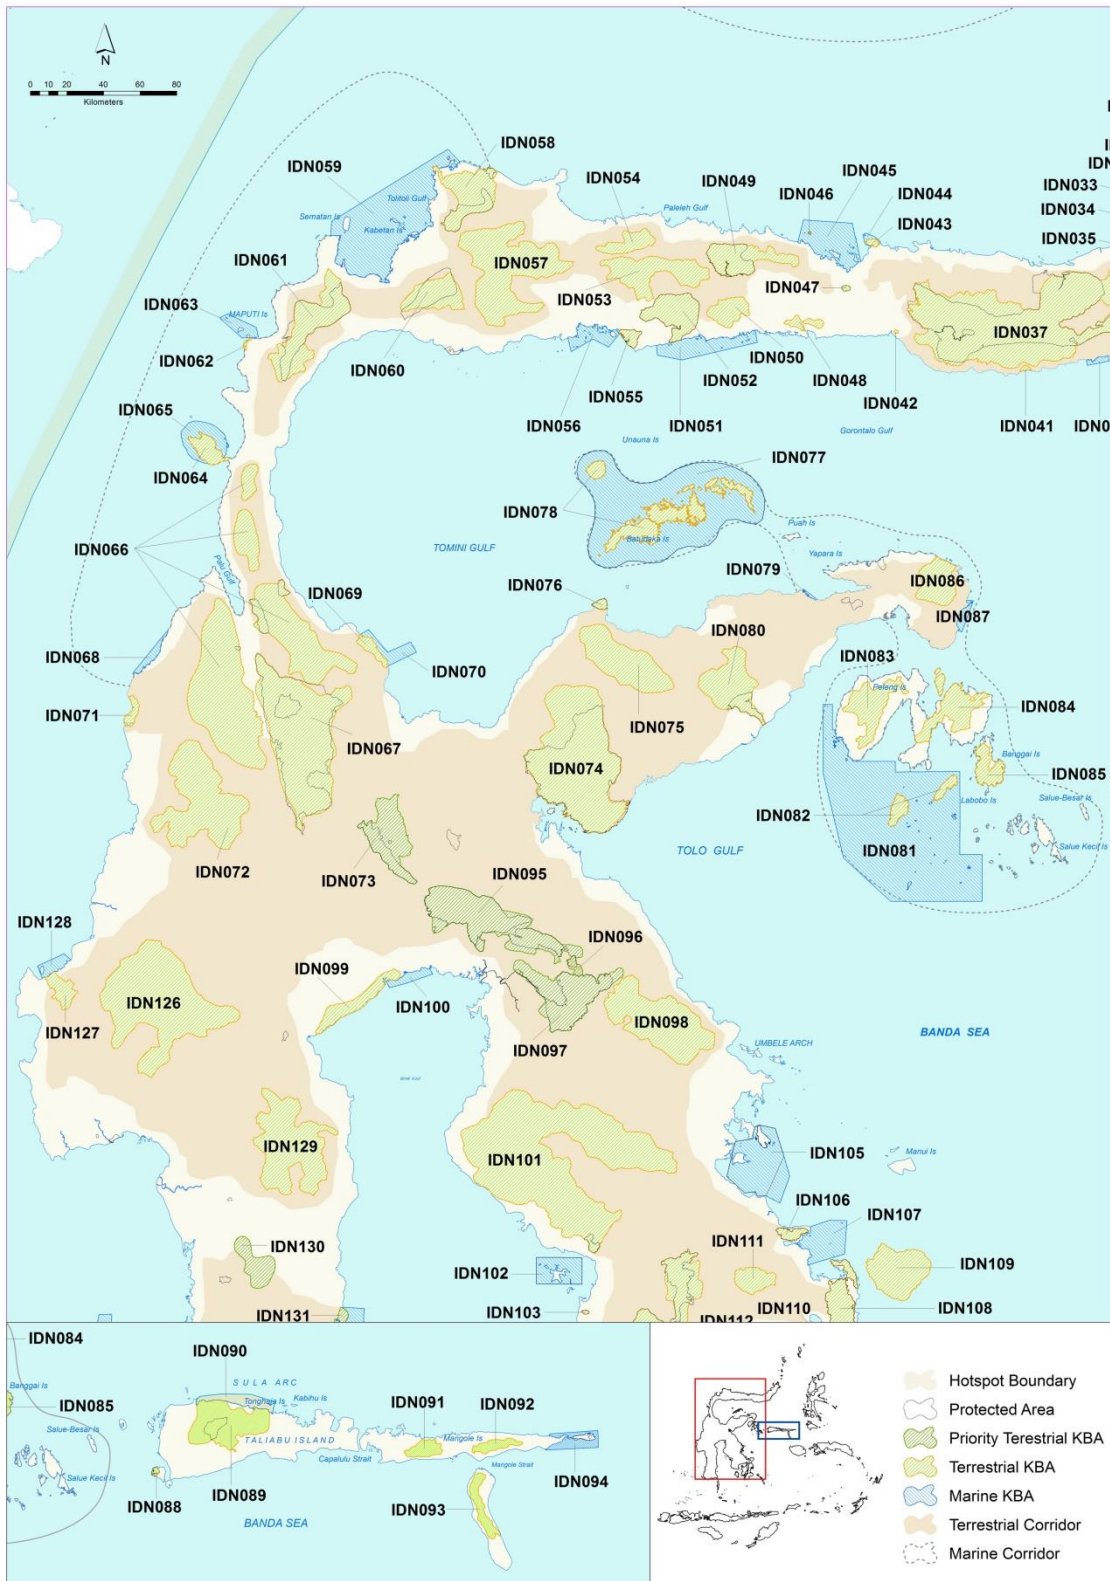 N
0 10 20 40 60 80
Kilometers
IDN058
IDN059
IDN054
IDN049
IDN045
IDN046
IDN044
IDN043
IDN033
IDN034
IDN035
Tolitoli Gulf
Sematan Is
Kabetan Is
Paleleh Gulf
IDN061
IDN057
IDN053
IDN047
IDN063
MAPUTI Is
IDN037
IDN062
IDN060
IDN050
IDN048
IDN052
IDN055
IDN042
IDN065
IDN056
IDN051
IDN041
IDN0
Unauna Is
Gorontalo Gulf
IDN064
IDN077
IDN078
Puah Is
Batudaka Is
TOMINI GULF
Yapara Is
IDN066
Palu Gulf
IDN079
IDN076
IDN086
IDN069
IDN087
IDN080
IDN068
IDN070
IDN083
Peleng Is
IDN071
IDN084
IDN067
IDN075
Banggai Is
IDN074
IDN085
Labobo Is
Salue-Besar Is
IDN082
TOLO GULF
IDN081
Salue Kecil Is
IDN072
IDN073
IDN095
IDN128
IDN096
IDN099
IDN126
IDN100
IDN098
IDN127
IDN097
BANDA SEA
UMBELE ARCH
IDN129
IDN101
IDN105
Manui Is
IDN106
IDN107
IDN130
IDN111
IDN102
IDN109
IDN103
IDN110
IDN108
IDN131
IDN112
IDN084
IDN090
SULA ARC
Banggai Is
Kabihu Is
Tonghaja Is
IDN085
IDN091
IDN092
Salue-Besar Is
TALIABU ISLAND
Mangole Is
Capalulu Strait
Mangole Strait
Salue Kecil Is
IDN088
IDN089
IDN094
IDN093
BANDA SEA
Hotspot Boundary
Protected Area
Priority Terestrial KBA
Terrestrial KBA
Marine KBA
Terrestrial Corridor
Marine Corridor